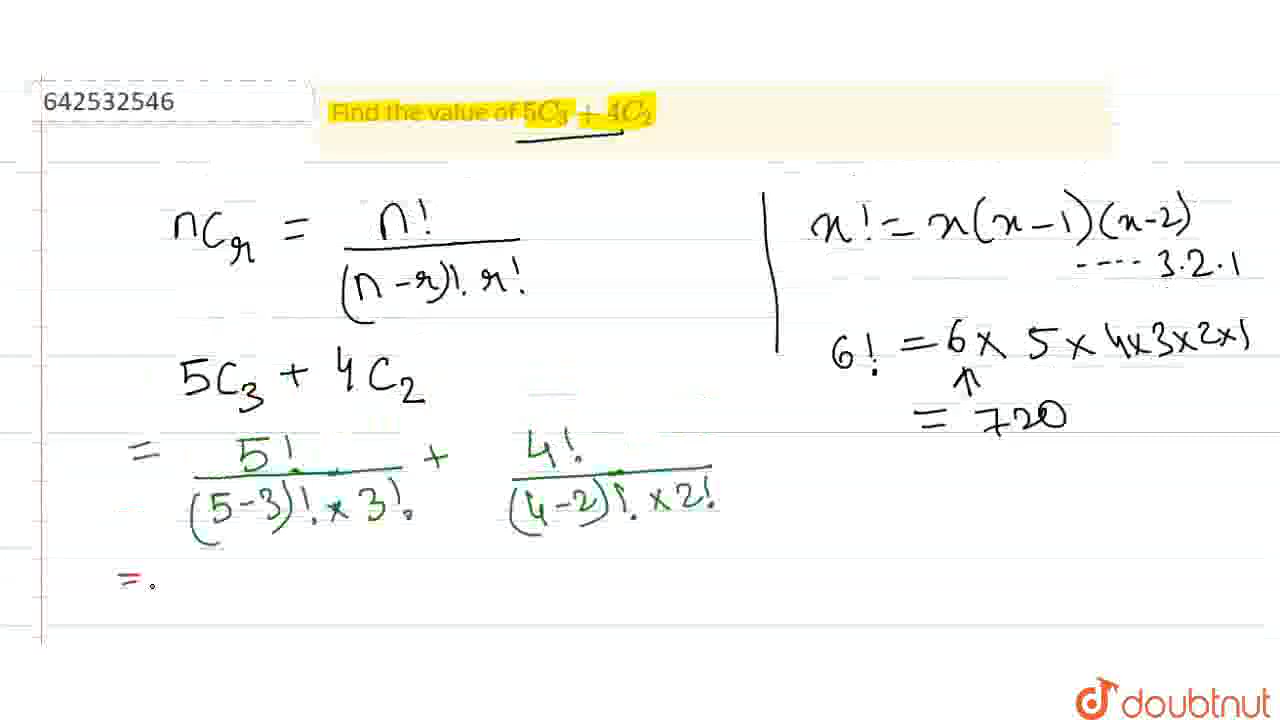 642532546
Find the value of 5C₃ + 4C₂
nCr = n! / (n-r)! r!
x! = x(x-1)(x-2)
---- 3.2.1
6! = 6 x 5 x 4x3x2x1
= 720
5C₃ + 4C₂
= 5! / (5-3)! x 3! + 4! / (4-2)! x 2!
= .
doubtnut